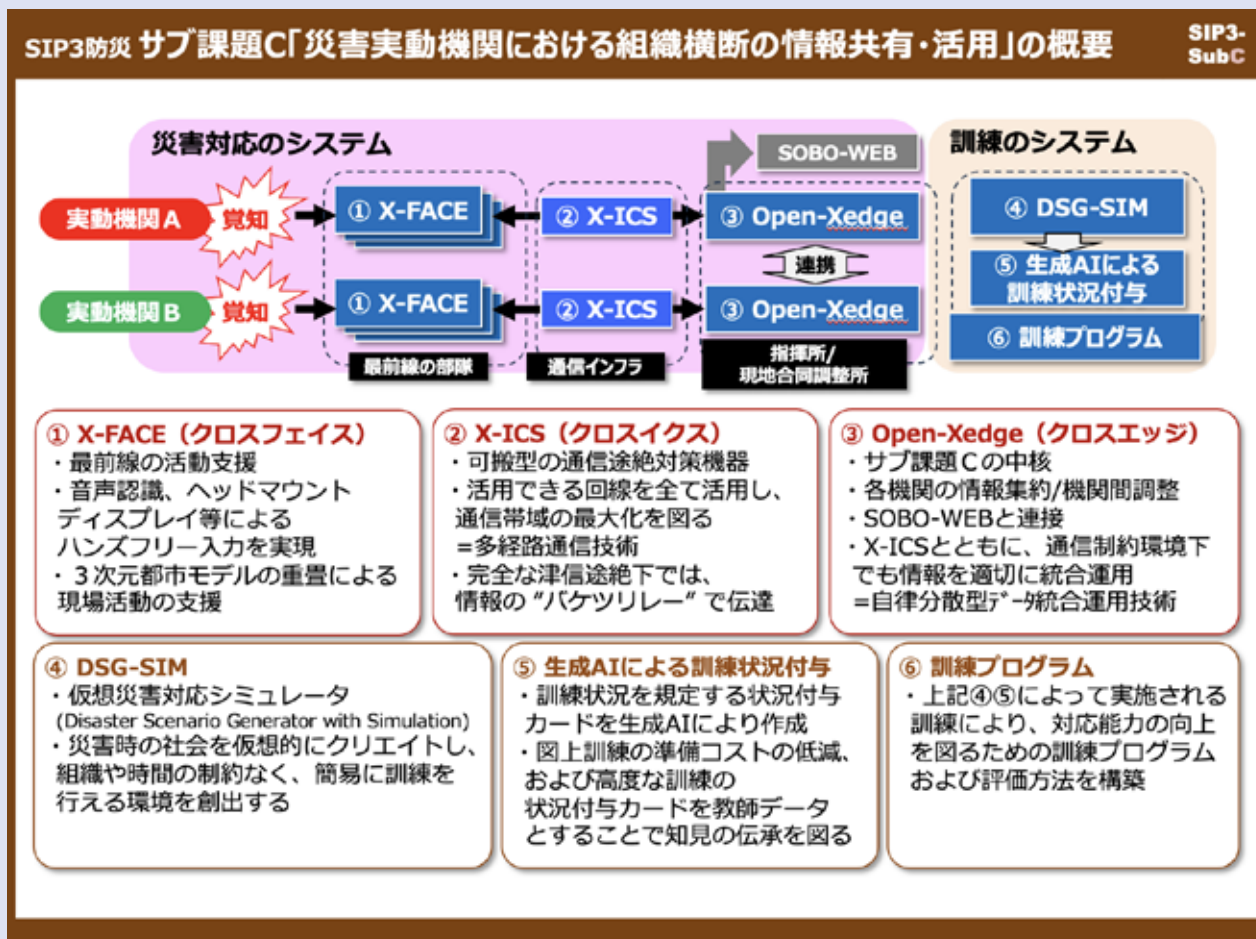 SIP3防災 サブ課題C「災害実動機関における組織横断の情報共有・活用」の概要
SIP3-
SubC
災害対応のシステム
SOBO-WEB
訓練のシステム
実動機関A
覚知
① X-FACE
② X-ICS
③ Open-Xedge
④ DSG-SIM
連携
⑤ 生成AIによる
訓練状況付与
実動機関B
覚知
① X-FACE
② X-ICS
③ Open-Xedge
⑥ 訓練プログラム
最前線の部隊
通信インフラ
指揮所/
現地合同調整所
① X-FACE（クロスフェイス）
・最前線の活動支援
・音声認識、ヘッドマウント
ディスプレイ等による
ハンズフリー入力を実現
・３次元都市モデルの重畳による
現場活動の支援
② X-ICS（クロスイクス）
・可搬型の通信途絶対策機器
・活用できる回線を全て活用し、
通信帯域の最大化を図る
=多経路通信技術
・完全な津信途絶下では、
情報の“バケツリレー”で伝達
③ Open-Xedge（クロスエッジ）
・サブ課題Ｃの中核
・各機関の情報集約/機関間調整
・SOBO-WEBと連接
・X-ICSとともに、通信制約環境下
でも情報を適切に統合運用
=自律分散型ﾃﾞｰﾀ統合運用技術
④ DSG-SIM
・仮想災害対応シミュレータ
(Disaster Scenario Generator with Simulation)
・災害時の社会を仮想的にクリエイトし、
組織や時間の制約なく、簡易に訓練を
行える環境を創出する
⑤ 生成AIによる訓練状況付与
・訓練状況を規定する状況付与
カードを生成AIにより作成
・図上訓練の準備コストの低減、
および高度な訓練の
状況付与カードを教師データ
とすることで知見の伝承を図る
⑥ 訓練プログラム
・上記④⑤によって実施される
訓練により、対応能力の向上
を図るための訓練プログラム
および評価方法を構築